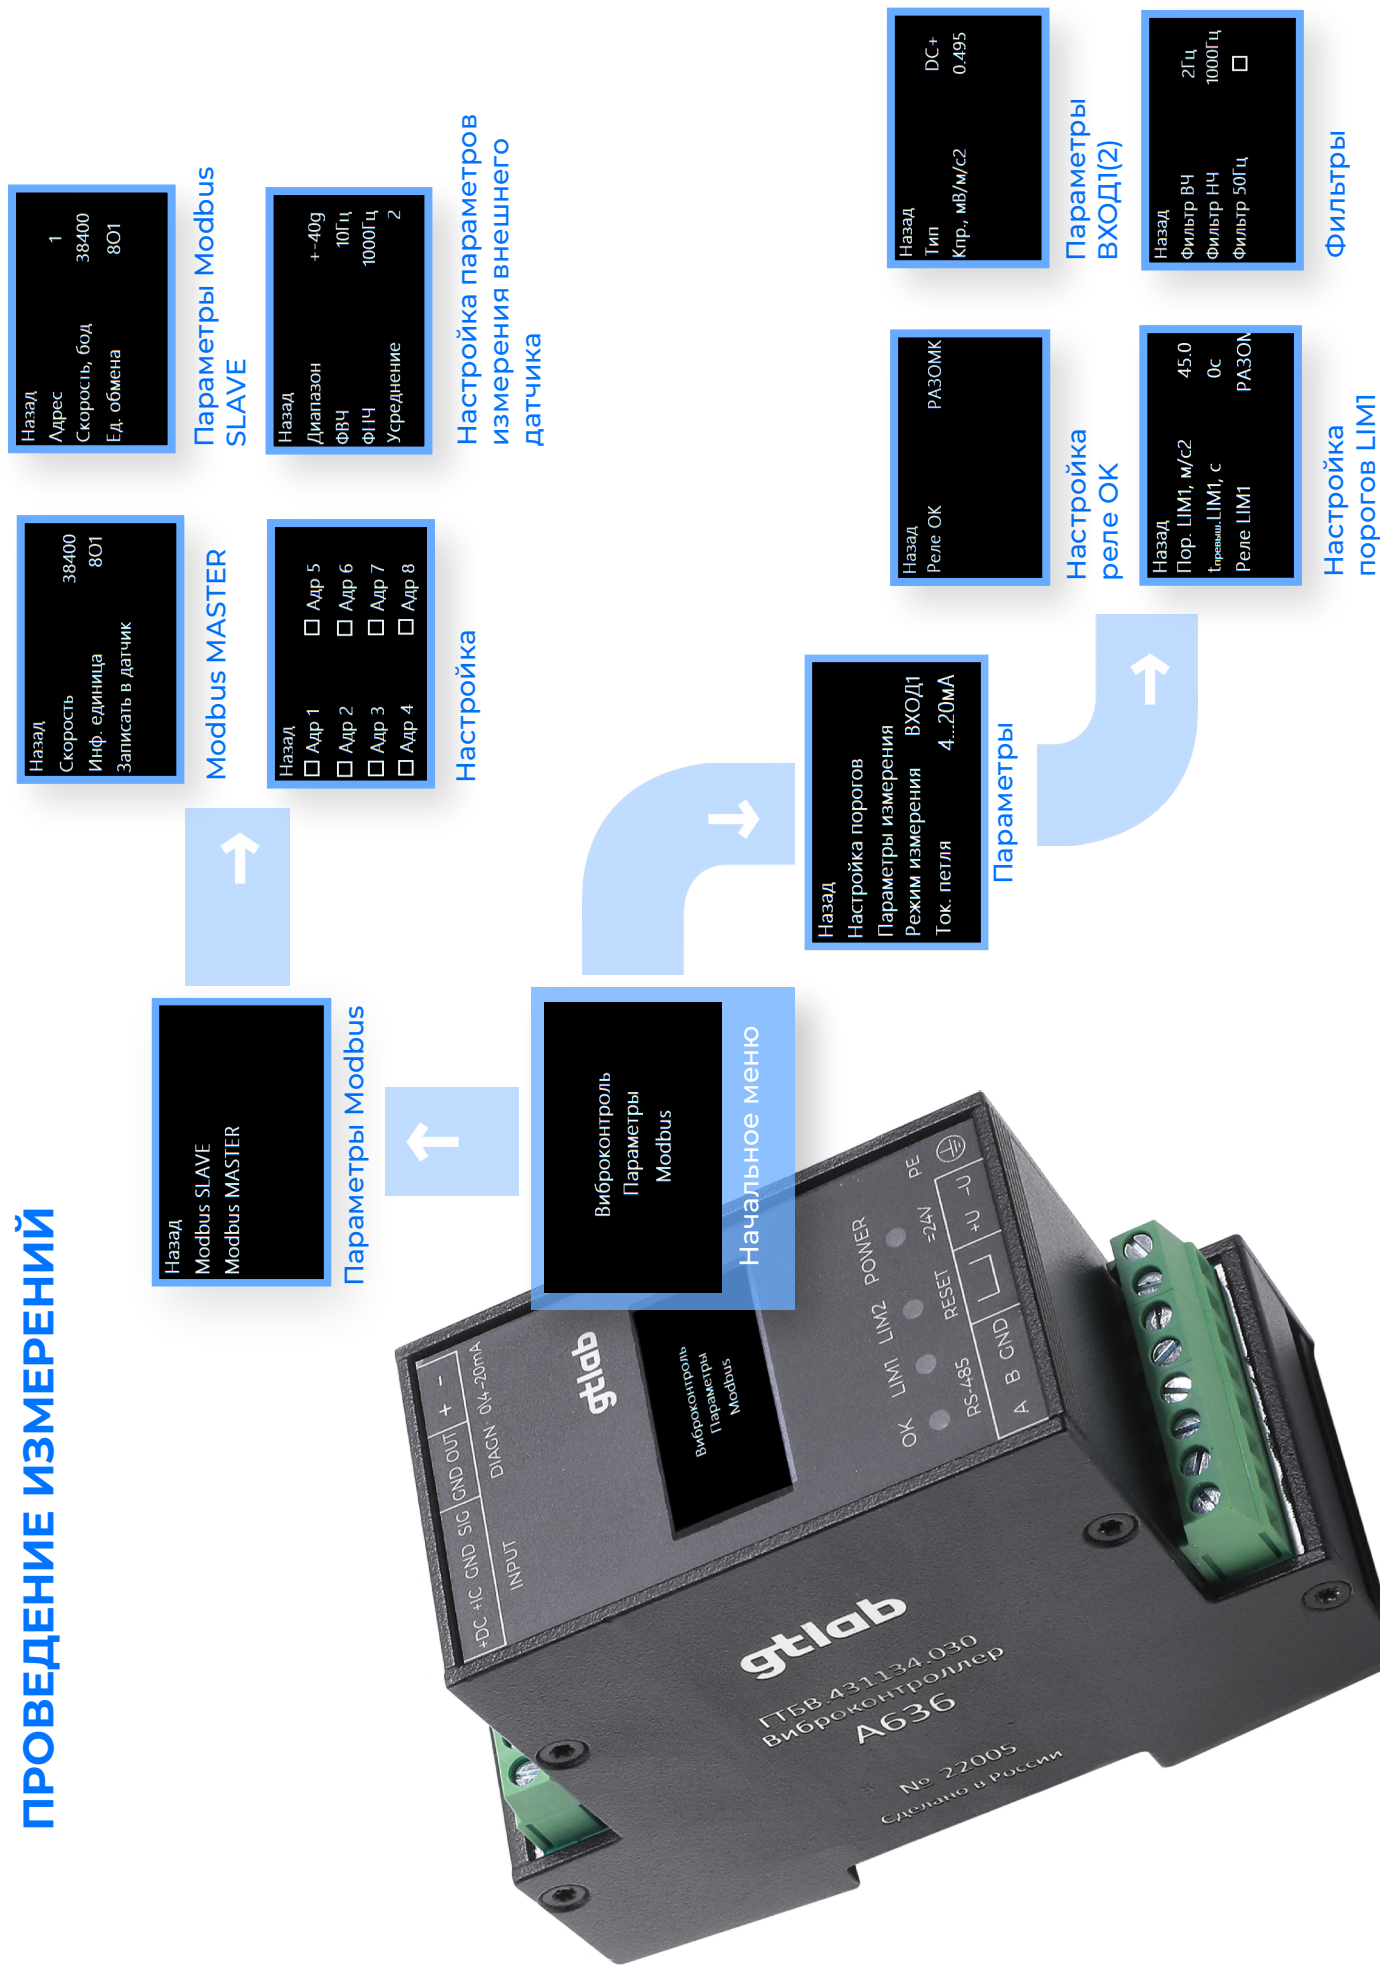 ПРОВЕДЕНИЕ ИЗМЕРЕНИЙ
Назад
Modbus SLAVE
Modbus MASTER
Параметры Modbus
Назад
Скорость 38400
Инф. единица 8О1
Записать в датчик
Modbus MASTER
Назад
Адрес 1
Скорость, бод 38400
Ед. обмена 8О1
Параметры Modbus
SLAVE
Назад
Адр 1 Адр 5
Адр 2 Адр 6
Адр 3 Адр 7
Адр 4 Адр 8
Настройка
Назад
Диапазон +-40g
ФВЧ 10Гц
ФНЧ 1000Гц
Усреднение 2
Настройка параметров
измерения внешнего
датчика
Виброконтроль
Параметры
Modbus
Начальное меню
Назад
Настройка порогов
Параметры измерения
Режим измерения ВХОД1
Ток. петля 4...20мА
Параметры
Назад
Реле ОК РАЗОМК
Настройка
реле ОК
Назад
Тип DC+
Кпр., мВ/м/с2 0.495
Параметры
ВХОД1(2)
Назад
Пор. LIM1, м/с2 45.0
tпревыш.LIM1, с 0с
Реле LIM1 РАЗОМ
Настройка
порогов LIM1
Назад
Фильтр ВЧ 2Гц
Фильтр НЧ 1000Гц
Фильтр 50Гц
Фильтры
+DC +IC GND SIG GND OUT + -
INPUT DIAGN 0\4-20mA
gtlab
Виброконтроль
Параметры
Modbus
OK LIM1 LIM2 POWER
RS-485 RESET =24V PE
A B GND +U -U
gtlab
ГТБВ.431134.030
Виброконтроллер
А636
№ 22005
Сделано в России